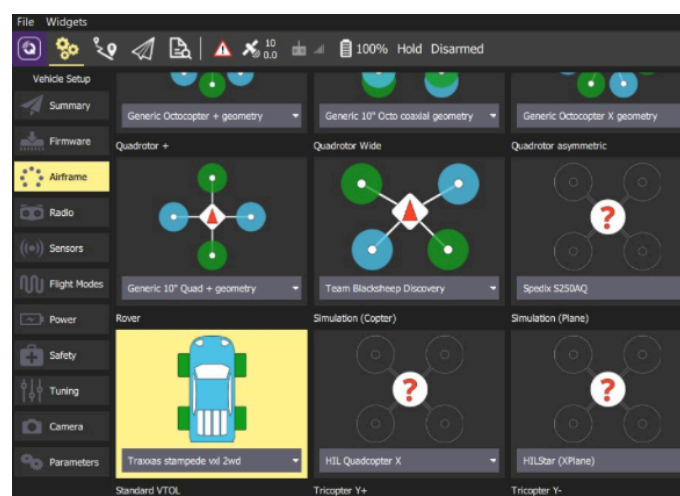 File Widgets
10
0.0
100% Hold Disarmed
Vehicle Setup
Summary
Firmware
Airframe
Radio
Sensors
Flight Modes
Power
Safety
Tuning
Camera
Parameters
Generic Octocopter + geometry
Generic 10" Octo coaxial geometry
Generic Octocopter X geometry
Quadrotor +
Quadrotor Wide
Quadrotor asymmetric
?
Generic 10" Quad + geometry
Team Blacksheep Discovery
Spedix S250AQ
Rover
Simulation (Copter)
Simulation (Plane)
?
?
Traxxas stampede vxl 2wd
HIL Quadcopter X
HILStar (XPlane)
Standard VTOL
Tricopter Y+
Tricopter Y-